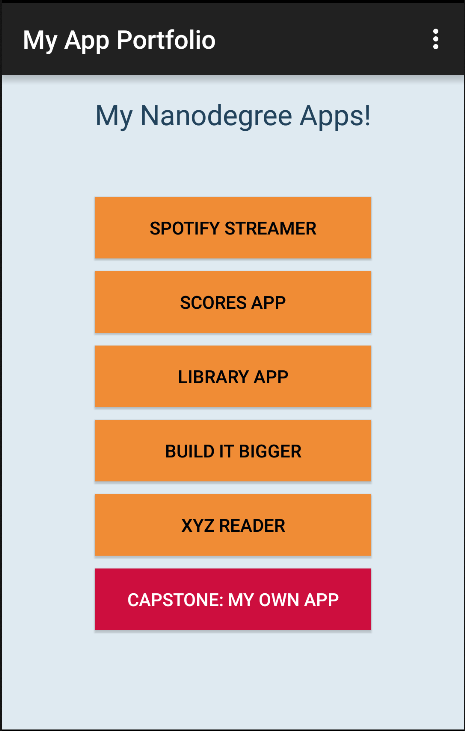 My App Portfolio
My Nanodegree Apps!
SPOTIFY STREAMER
SCORES APP
LIBRARY APP
BUILD IT BIGGER
XYZ READER
CAPSTONE: MY OWN APP